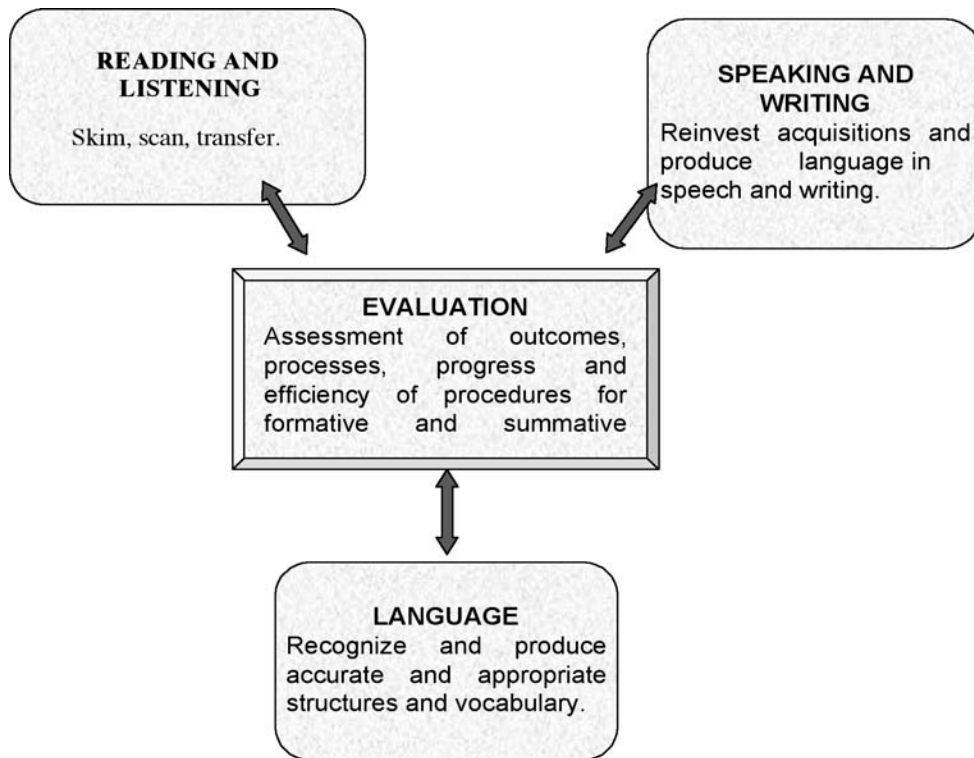 READING AND
LISTENING
Skim, scan, transfer.
SPEAKING AND
WRITING
Reinvest acquisitions and
produce language in
speech and writing.
EVALUATION
Assessment of outcomes,
processes, progress and
efficiency of procedures for
formative and summative
LANGUAGE
Recognize and produce
accurate and appropriate
structures and vocabulary.